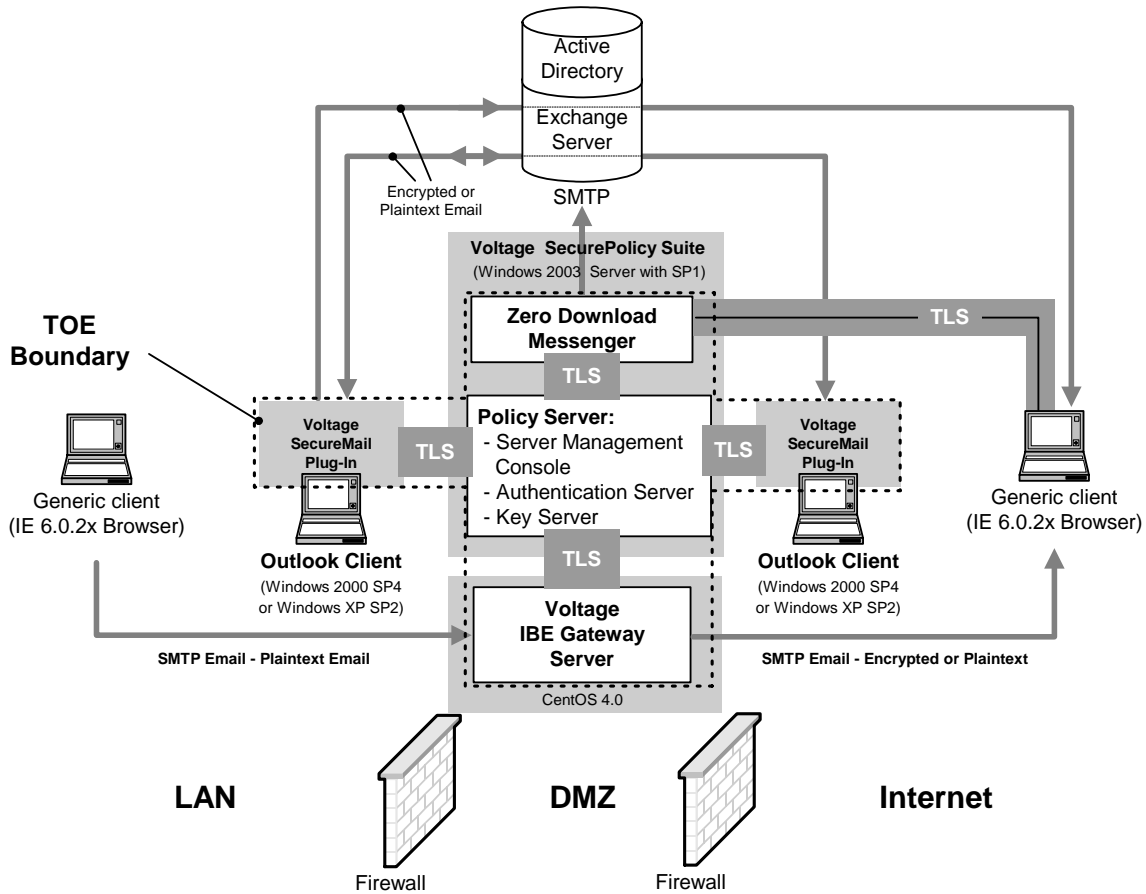 Active
Directory
Exchange
Server
Encrypted or
Plaintext Email
SMTP
Voltage SecurePolicy Suite
(Windows 2003 Server with SP1)
Zero Download
Messenger
TLS
TOE
Boundary
TLS
Voltage
SecureMail
Plug-In
TLS
Policy Server:
- Server Management
Console
- Authentication Server
- Key Server
TLS
Voltage
SecureMail
Plug-In
Generic client
(IE 6.0.2x Browser)
Generic client
(IE 6.0.2x Browser)
Outlook Client
(Windows 2000 SP4
or Windows XP SP2)
TLS
Outlook Client
(Windows 2000 SP4
or Windows XP SP2)
Voltage
IBE Gateway
Server
SMTP Email - Plaintext Email
SMTP Email - Encrypted or Plaintext
CentOS 4.0
LAN
DMZ
Internet
Firewall
Firewall